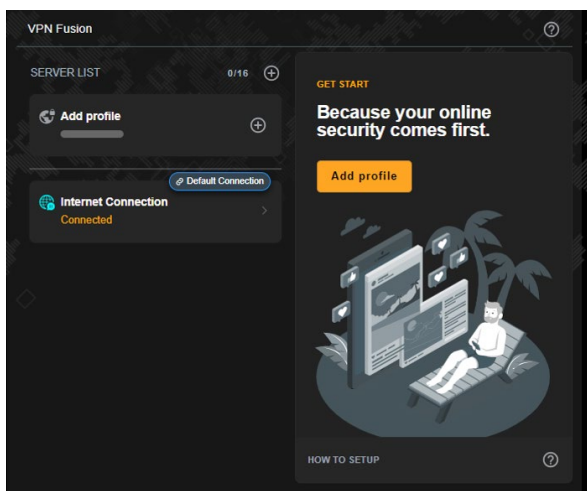 VPN Fusion
SERVER LIST 0/16
Add profile
Default Connection
Internet Connection
Connected
GET START
Because your online
security comes first.
Add profile
HOW TO SETUP